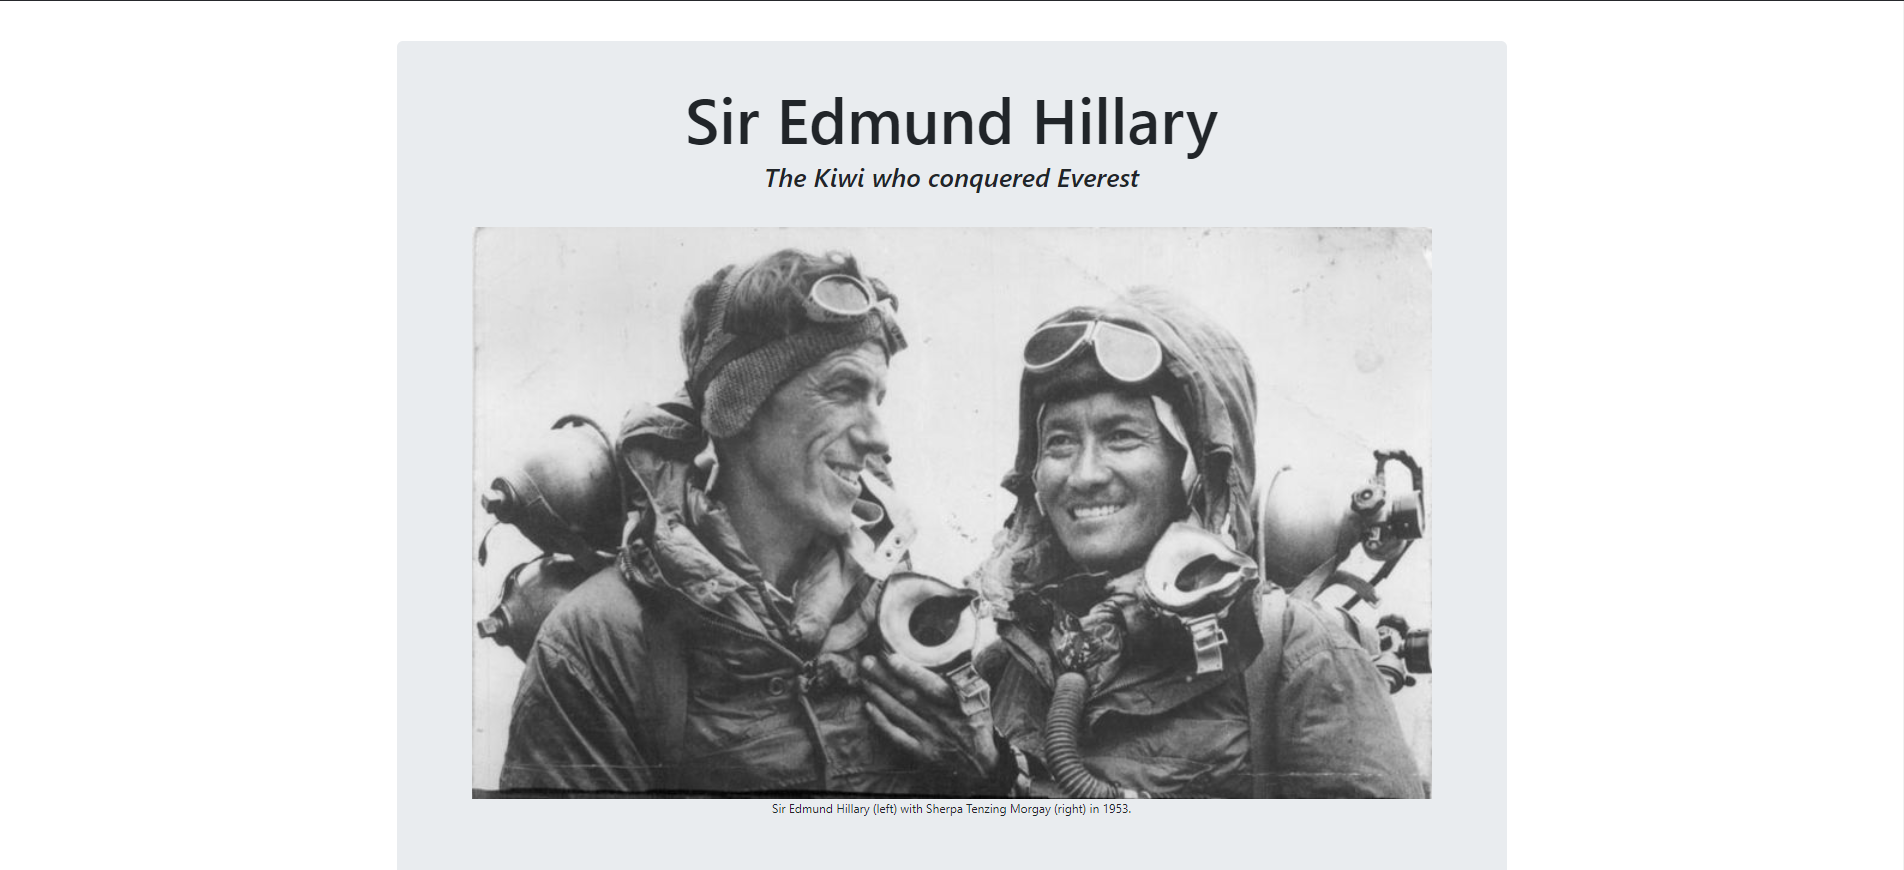 Sir Edmund Hillary
The Kiwi who conquered Everest
Sir Edmund Hillary (left) with Sherpa Tenzing Morgay (right) in 1953.